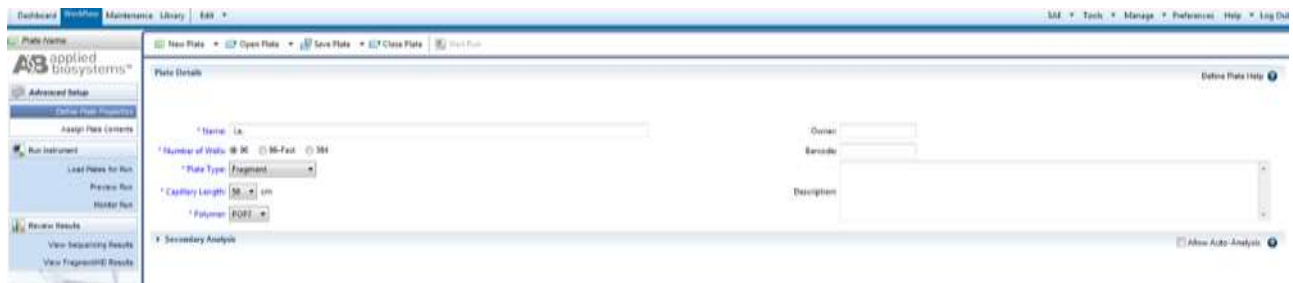 Dashboard Workflow Maintenance Library Edit SAE Tools Manage Preferences Help Log Out
Plate Name New Plate Open Plate Save Plate Close Plate Start Run
AB applied biosystems™
Plate Details Define Plate Help
Advanced Setup
Define Plate Properties
Assign Plate Contents
* Name: Owner:
Run Instrument * Number of Wells: 96 96-Fast 384 Barcode:
Load Plates for Run * Plate Type: Fragment
Preview Run * Capillary Length: cm Description:
Monitor Run * Polymer: POP7
Review Results
View Sequencing Results Secondary Analysis Allow Auto-Analysis
View Fragment/HID Results